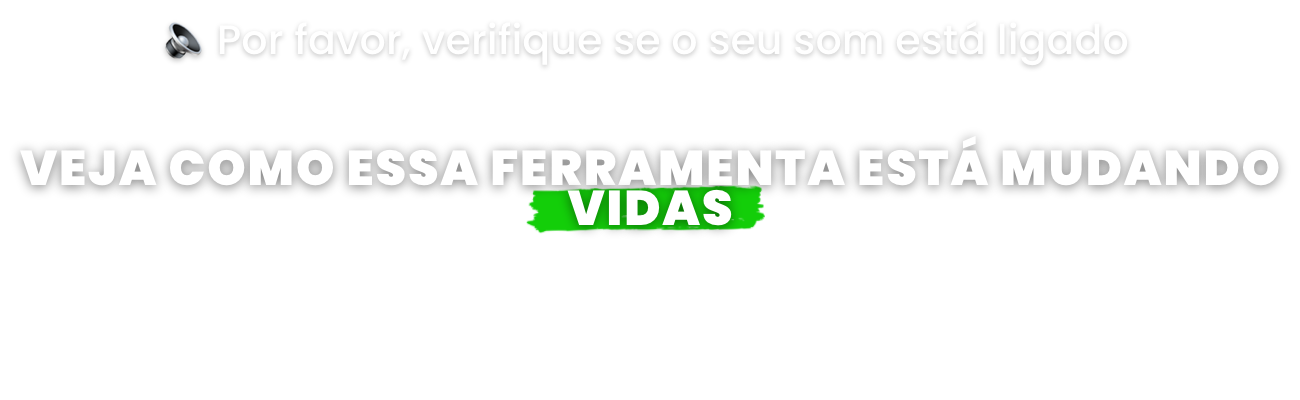 🔈 Por favor, verifique se o seu som está ligado
VEJA COMO ESSA FERRAMENTA ESTÁ MUDANDO
VIDAS